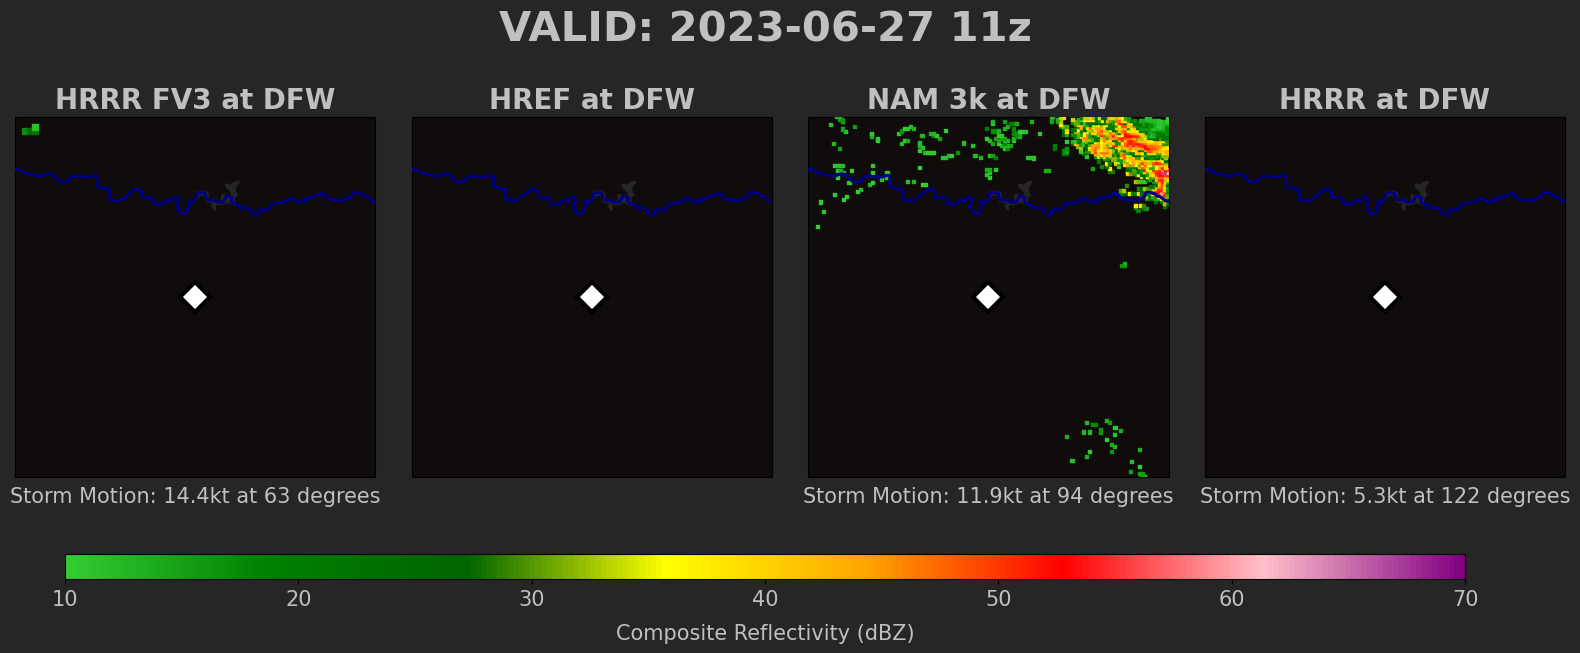 VALID: 2023-06-27 11z
HRRR FV3 at DFW
HREF at DFW
NAM 3k at DFW
HRRR at DFW
Storm Motion: 14.4kt at 63 degrees
Storm Motion: 11.9kt at 94 degrees
Storm Motion: 5.3kt at 122 degrees
10 20 30 40 50 60 70
Composite Reflectivity (dBZ)